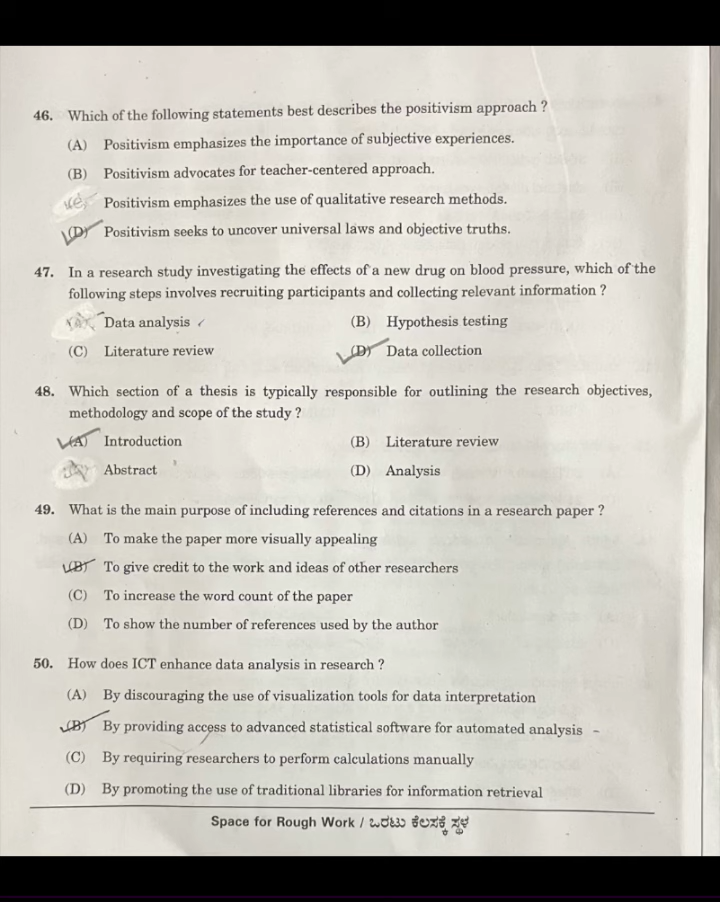 46. Which of the following statements best describes the positivism approach ?
(A) Positivism emphasizes the importance of subjective experiences.
(B) Positivism advocates for teacher-centered approach.
Positivism emphasizes the use of qualitative research methods.
(D) Positivism seeks to uncover universal laws and objective truths.
47. In a research study investigating the effects of a new drug on blood pressure, which of the
following steps involves recruiting participants and collecting relevant information ?
Data analysis (B) Hypothesis testing
(C) Literature review (D) Data collection
48. Which section of a thesis is typically responsible for outlining the research objectives,
methodology and scope of the study ?
(A) Introduction (B) Literature review
Abstract (D) Analysis
49. What is the main purpose of including references and citations in a research paper ?
(A) To make the paper more visually appealing
(B) To give credit to the work and ideas of other researchers
(C) To increase the word count of the paper
(D) To show the number of references used by the author
50. How does ICT enhance data analysis in research ?
(A) By discouraging the use of visualization tools for data interpretation
(B) By providing access to advanced statistical software for automated analysis
(C) By requiring researchers to perform calculations manually
(D) By promoting the use of traditional libraries for information retrieval
Space for Rough Work / ಒರಟು ಕೆಲಸಕ್ಕೆ ಸ್ಥಳ